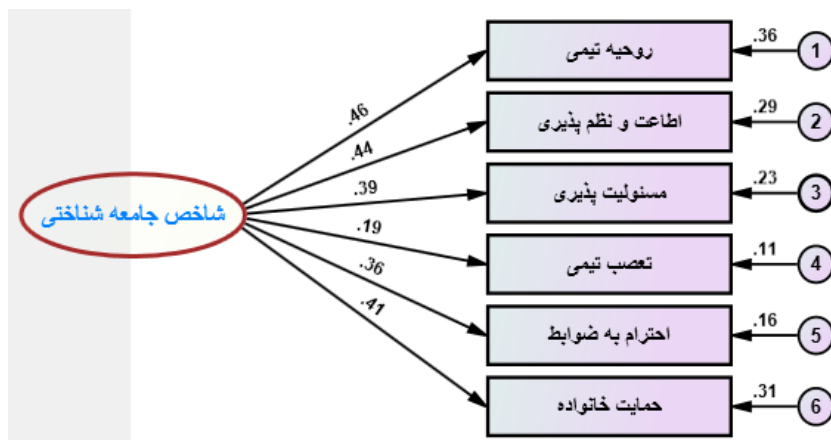 شاخص جامعه شناختی
.46
روحیه تیمی
.36
1
.44
اطاعت و نظم پذیری
.29
2
.39
مسئولیت پذیری
.23
3
.19
تعصب تیمی
.11
4
.36
احترام به ضوابط
.16
5
.41
حمایت خانواده
.31
6